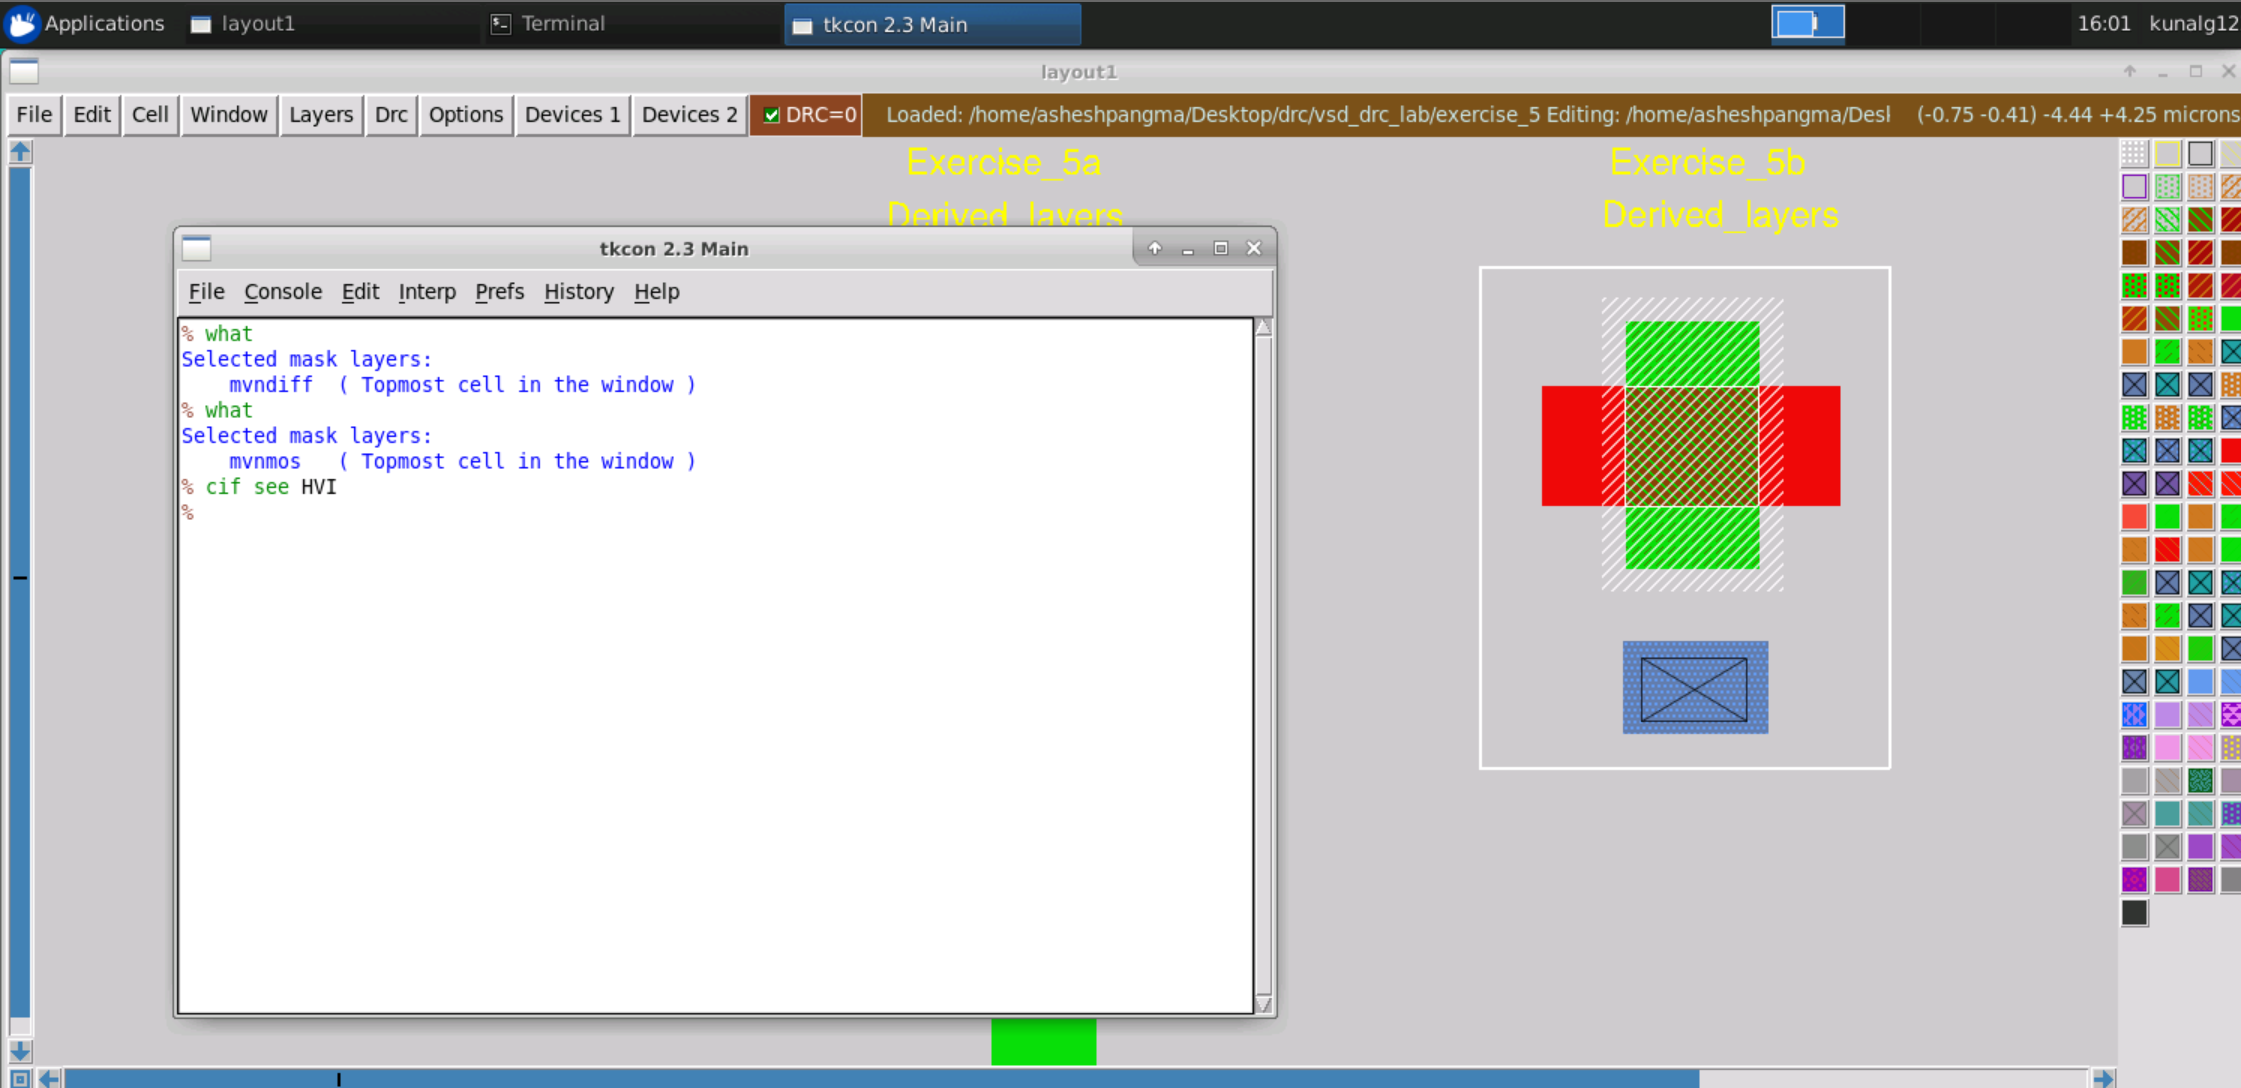 Applications layout1 Terminal tkcon 2.3 Main 16:01 kunalg12
layout1
File Edit Cell Window Layers Drc Options Devices 1 Devices 2 DRC=0 Loaded: /home/asheshpangma/Desktop/drc/vsd_drc_lab/exercise_5 Editing: /home/asheshpangma/Desl (-0.75 -0.41) -4.44 +4.25 microns
Exercise_5a
Derived_layers
Exercise_5b
Derived_layers
tkcon 2.3 Main
File Console Edit Interp Prefs History Help
% what
Selected mask layers:
mvndiff ( Topmost cell in the window )
% what
Selected mask layers:
mvnmos ( Topmost cell in the window )
% cif see HVI
%